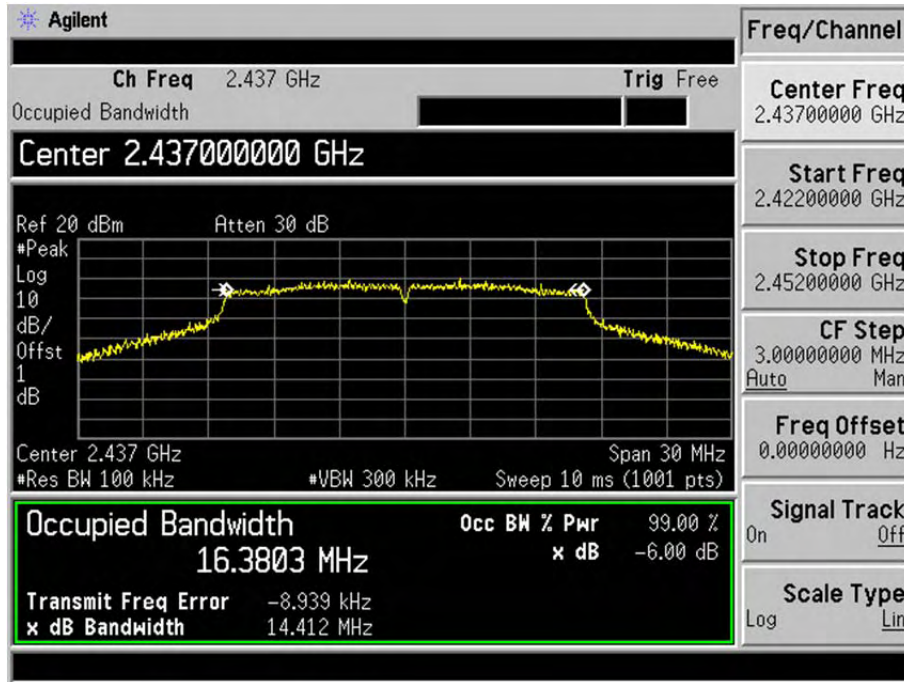 Agilent
Ch Freq 2.437 GHz Trig Free
Occupied Bandwidth
Center 2.437000000 GHz
Ref 20 dBm Atten 30 dB
#Peak
Log
10
dB/
Offst
1
dB
Center 2.437 GHz Span 30 MHz
#Res BW 100 kHz #VBW 300 kHz Sweep 10 ms (1001 pts)
Occupied Bandwidth Occ BW % Pwr 99.00 %
16.3803 MHz x dB -6.00 dB
Transmit Freq Error -8.939 kHz
x dB Bandwidth 14.412 MHz
Freq/Channel
Center Freq
2.43700000 GHz
Start Freq
2.42200000 GHz
Stop Freq
2.45200000 GHz
CF Step
3.00000000 MHz
Auto Man
Freq Offset
0.00000000 Hz
Signal Track
On Off
Scale Type
Log Lin